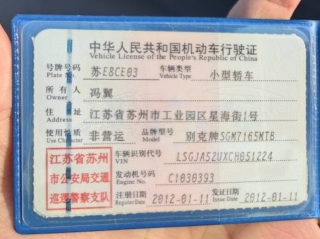 中华人民共和国机动车行驶证
Vehicle License of the People's Republic of China
号牌号码 苏E8CE03 车辆类型 小型轿车
Plate No. Vehicle Type
所有人 冯翼
Owner
住址 江苏省苏州市工业园区星海街1号
Address
使用性质 非营运 品牌型号 别克牌SGM7165MTB
Use Character Model
江苏省苏州
市公安局交通
巡逻警察支队
车辆识别代号 LSGJA52UXCH051224
VIN
发动机号码 C1030393
Engine No.
注册日期 2012-01-11 发证日期 2012-01-11
Register Date Issue Date